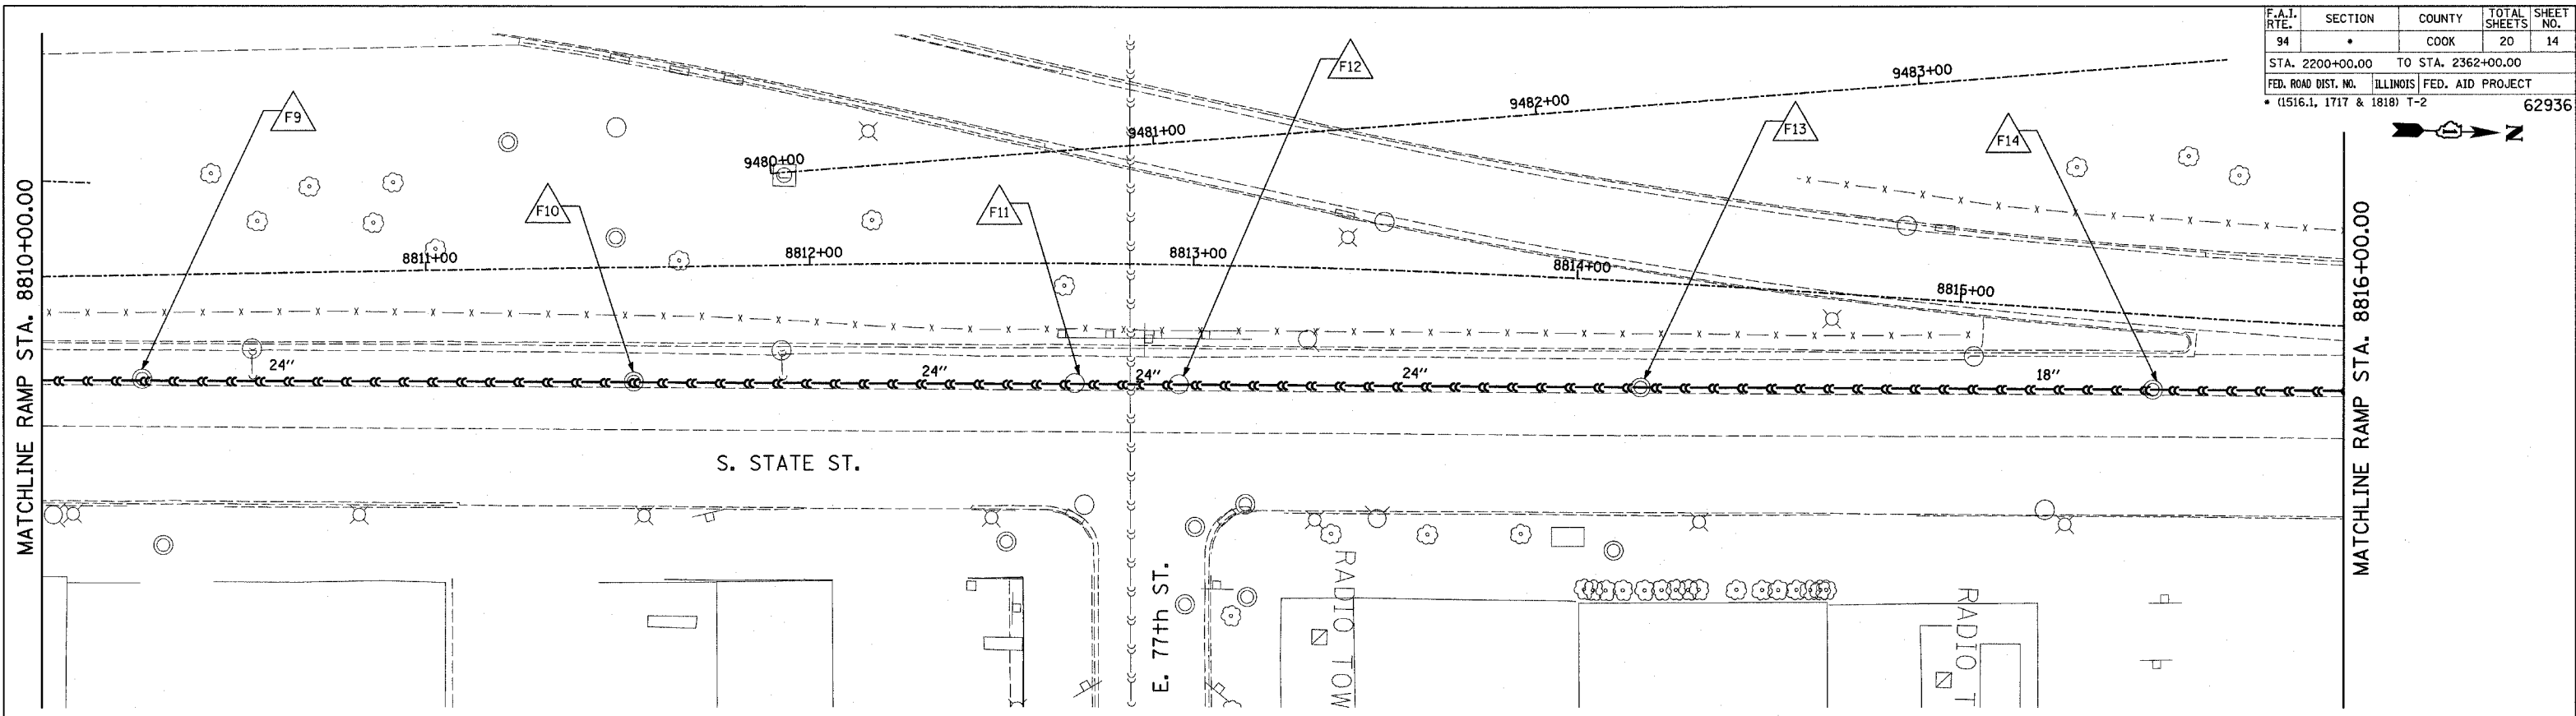 F.A.I. RTE. SECTION COUNTY TOTAL SHEETS SHEET NO.
94 * COOK 20 14
STA. 2200+00.00 TO STA. 2362+00.00
FED. ROAD DIST. NO. ILLINOIS FED. AID PROJECT
* (1516.1, 1717 & 1818) T-2
62936
N
F9
F10
F11
F12
F13
F14
9480+00
9481+00
9482+00
9483+00
8811+00
8812+00
8813+00
8814+00
8815+00
MATCHLINE RAMP STA. 8810+00.00
MATCHLINE RAMP STA. 8816+00.00
24"
24"
24"
24"
18"
S. STATE ST.
E. 77th ST.
RADIO TOW
RADIO T